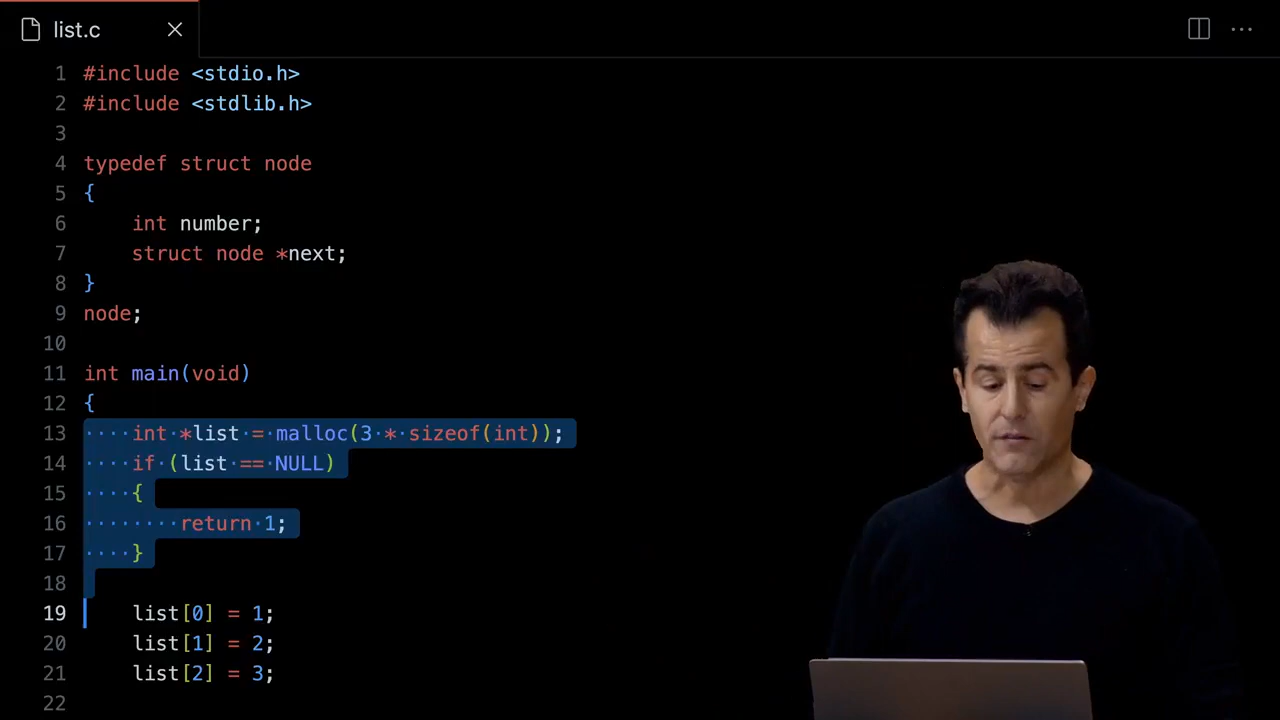 list.c
1 #include <stdio.h>
2 #include <stdlib.h>
3
4 typedef struct node
5 {
6     int number;
7     struct node *next;
8 }
9 node;
10
11 int main(void)
12 {
13     int *list = malloc(3 * sizeof(int));
14     if (list == NULL)
15     {
16         return 1;
17     }
18
19     list[0] = 1;
20     list[1] = 2;
21     list[2] = 3;
22